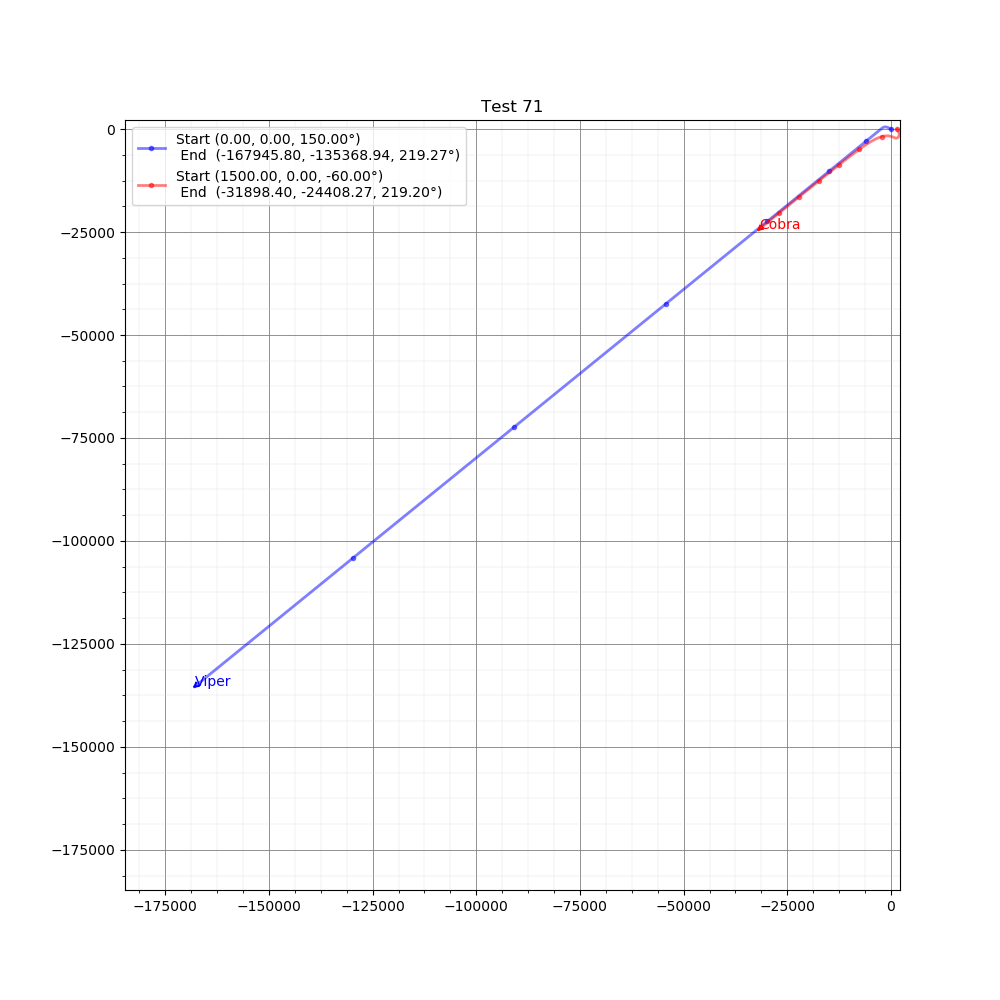 Test 71
Start (0.00, 0.00, 150.00°)
End (-167945.80, -135368.94, 219.27°)
Start (1500.00, 0.00, -60.00°)
End (-31898.40, -24408.27, 219.20°)
0
−25000
−50000
−75000
−100000
−125000
−150000
−175000
Cobra
Viper
−175000 −150000 −125000 −100000 −75000 −50000 −25000 0